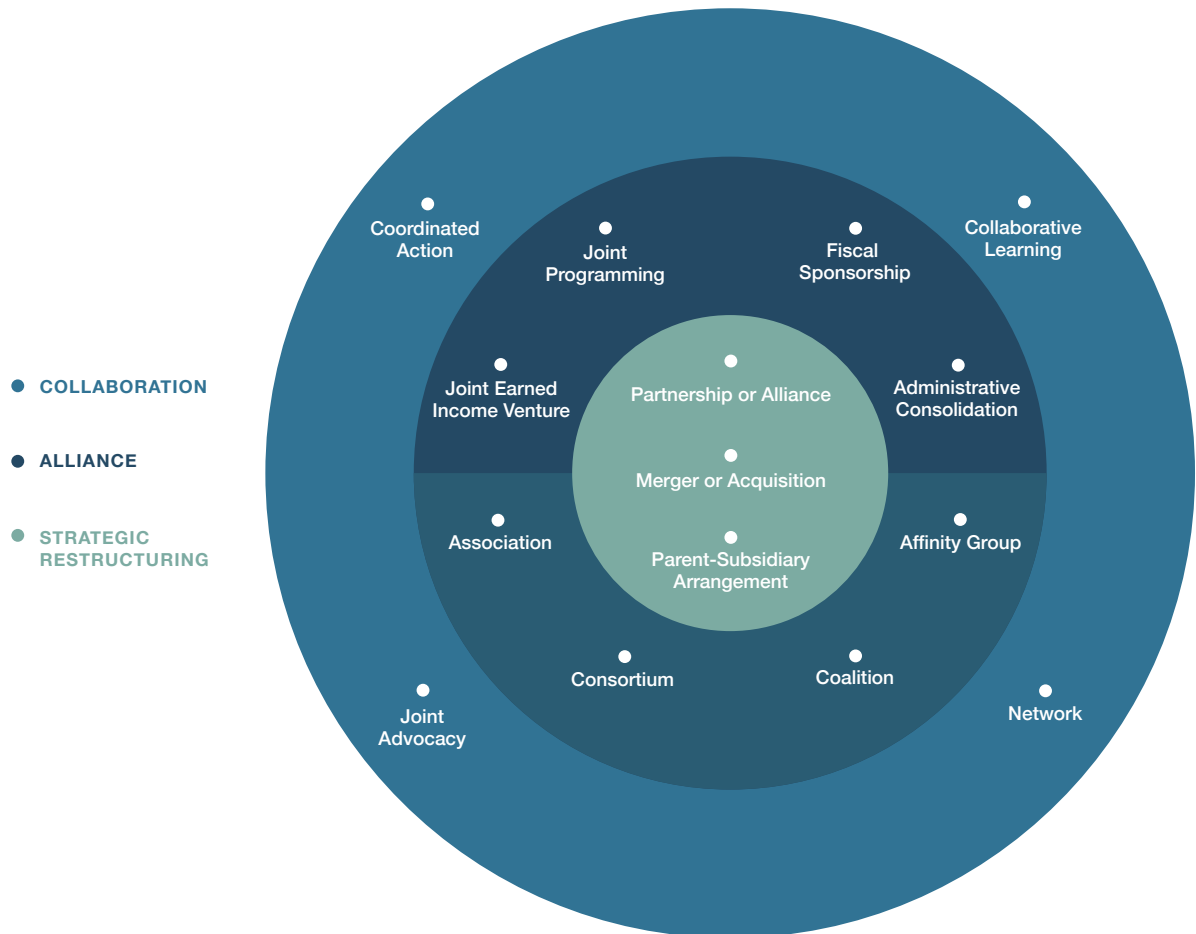 COLLABORATION
ALLIANCE
STRATEGIC
RESTRUCTURING
Coordinated
Action
Collaborative
Learning
Joint
Programming
Fiscal
Sponsorship
Joint Earned
Income Venture
Partnership or Alliance
Administrative
Consolidation
Merger or Acquisition
Association
Parent-Subsidiary
Arrangement
Affinity Group
Consortium
Coalition
Joint
Advocacy
Network